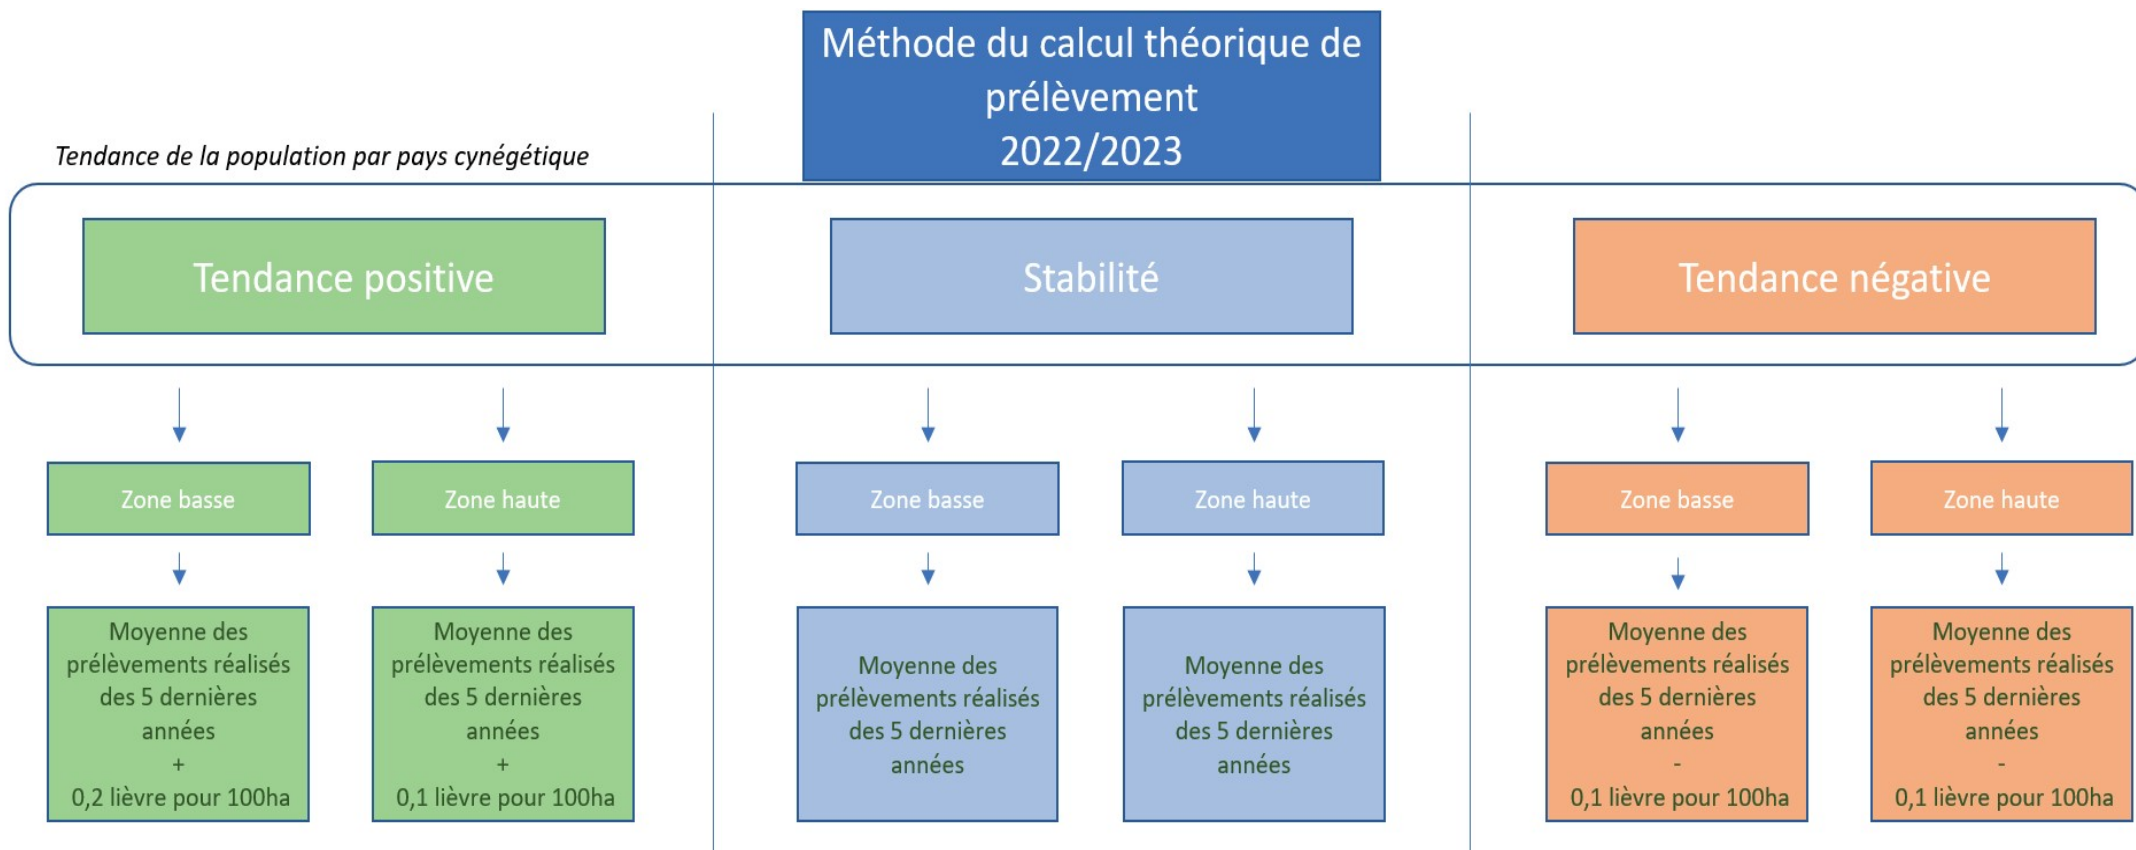 Méthode du calcul théorique de
prélèvement
2022/2023
Tendance de la population par pays cynégétique
Tendance positive
Stabilité
Tendance négative
Zone basse
Zone haute
Zone basse
Zone haute
Zone basse
Zone haute
Moyenne des
prélèvements réalisés
des 5 dernières
années
+
0,2 lièvre pour 100ha
Moyenne des
prélèvements réalisés
des 5 dernières
années
+
0,1 lièvre pour 100ha
Moyenne des
prélèvements réalisés
des 5 dernières
années
Moyenne des
prélèvements réalisés
des 5 dernières
années
Moyenne des
prélèvements réalisés
des 5 dernières
années
-
0,1 lièvre pour 100ha
Moyenne des
prélèvements réalisés
des 5 dernières
années
-
0,1 lièvre pour 100ha